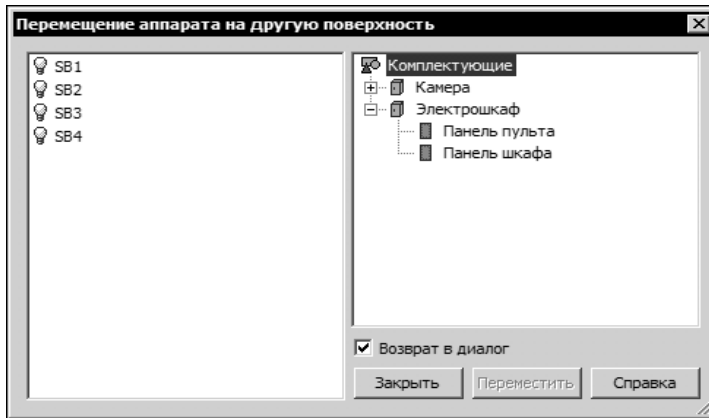 Перемещение аппарата на другую поверхность
SB1
SB2
SB3
SB4
Комплектующие
Камера
Электрошкаф
Панель пульта
Панель шкафа
Возврат в диалог
Закрыть
Переместить
Справка